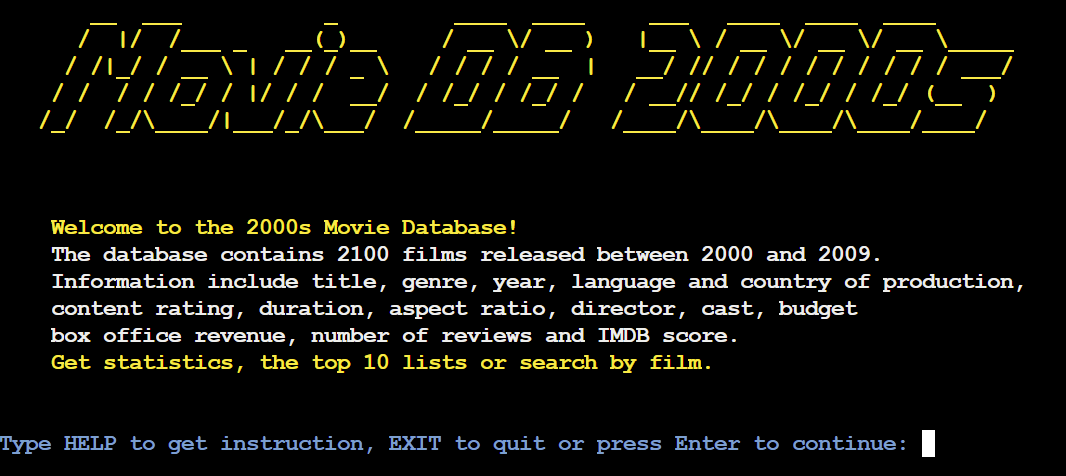 Movie DB 2000s
Welcome to the 2000s Movie Database!
The database contains 2100 films released between 2000 and 2009.
Information include title, genre, year, language and country of production,
content rating, duration, aspect ratio, director, cast, budget
box office revenue, number of reviews and IMDB score.
Get statistics, the top 10 lists or search by film.
Type HELP to get instruction, EXIT to quit or press Enter to continue: